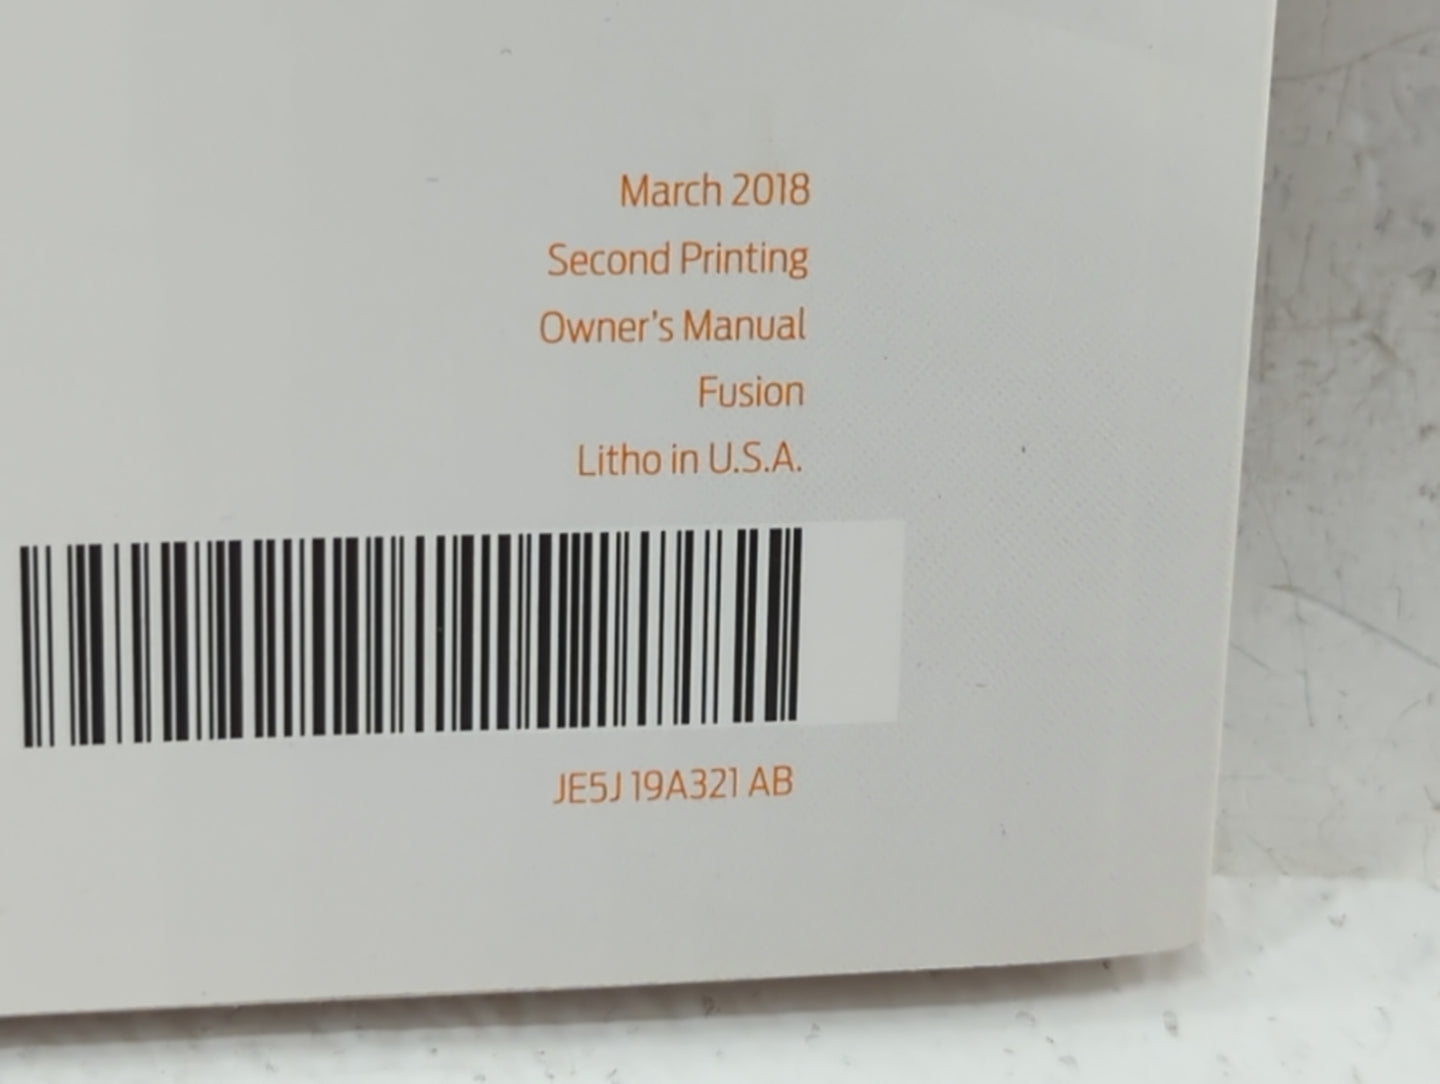 March 2018
Second Printing
Owner's Manual
Fusion
Litho in U.S.A.
JE5J 19A321 AB